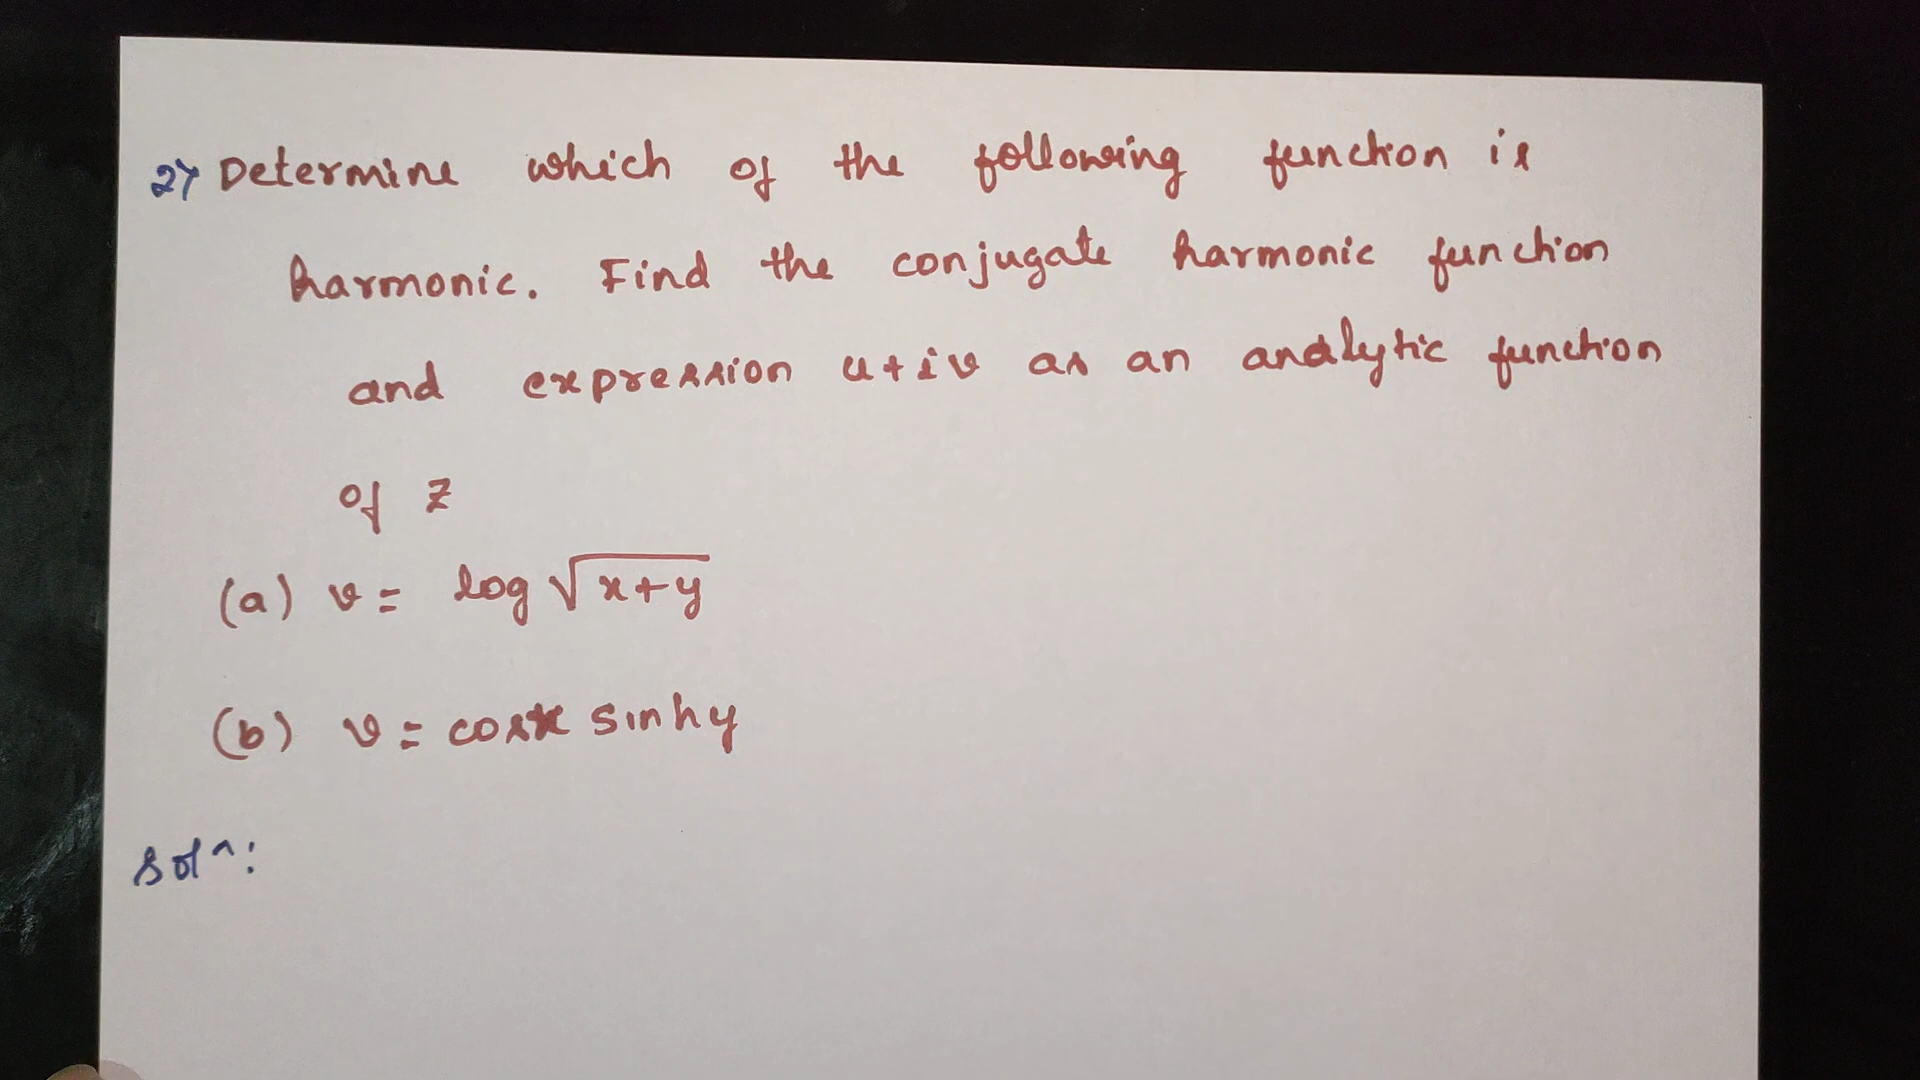 2) Determine which of the following function is
harmonic. Find the conjugate harmonic function
and expression u+iv as an analytic function
of z
(a) v = log √x+y
(b) v = cosx sinhy
Solⁿ: